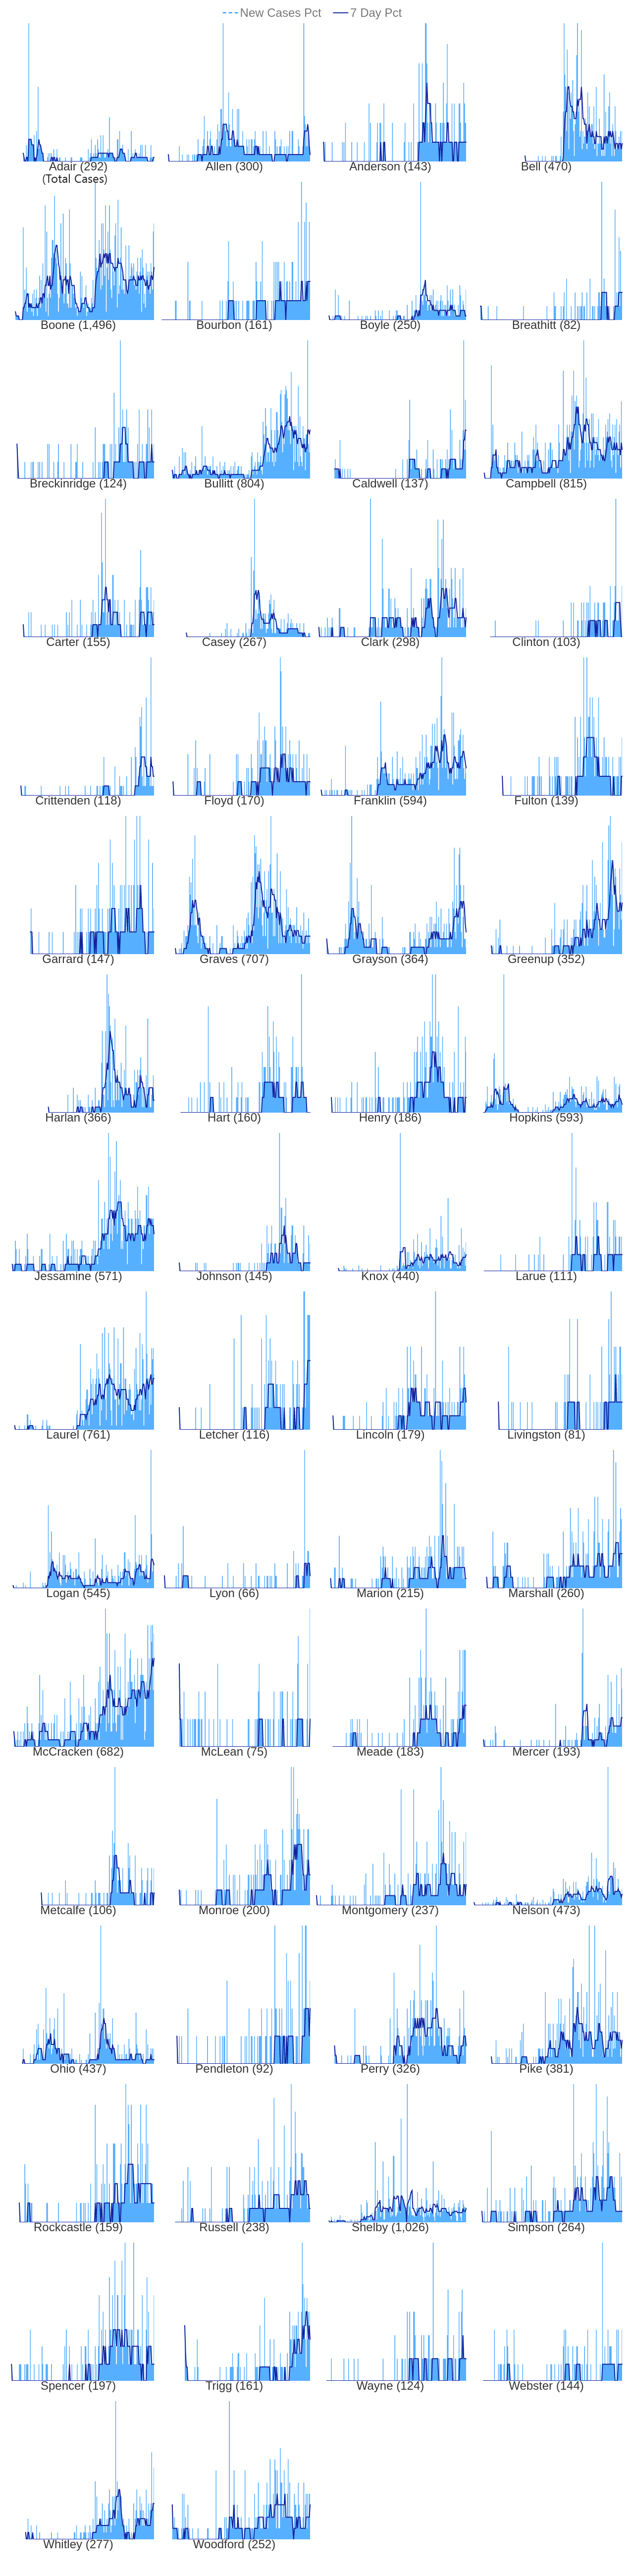 New Cases Pct 7 Day Pct
Adair (292) Allen (300) Anderson (143) Bell (470)
(Total Cases)
Boone (1,496) Bourbon (161) Boyle (250) Breathitt (82)
Breckinridge (124) Bullitt (804) Caldwell (137) Campbell (815)
Carter (155) Casey (267) Clark (298) Clinton (103)
Crittenden (118) Floyd (170) Franklin (594) Fulton (139)
Garrard (147) Graves (707) Grayson (364) Greenup (352)
Harlan (366) Hart (160) Henry (186) Hopkins (593)
Jessamine (571) Johnson (145) Knox (440) Larue (111)
Laurel (761) Letcher (116) Lincoln (179) Livingston (81)
Logan (545) Lyon (66) Marion (215) Marshall (260)
McCracken (682) McLean (75) Meade (183) Mercer (193)
Metcalfe (106) Monroe (200) Montgomery (237) Nelson (473)
Ohio (437) Pendleton (92) Perry (326) Pike (381)
Rockcastle (159) Russell (238) Shelby (1,026) Simpson (264)
Spencer (197) Trigg (161) Wayne (124) Webster (144)
Whitley (277) Woodford (252)